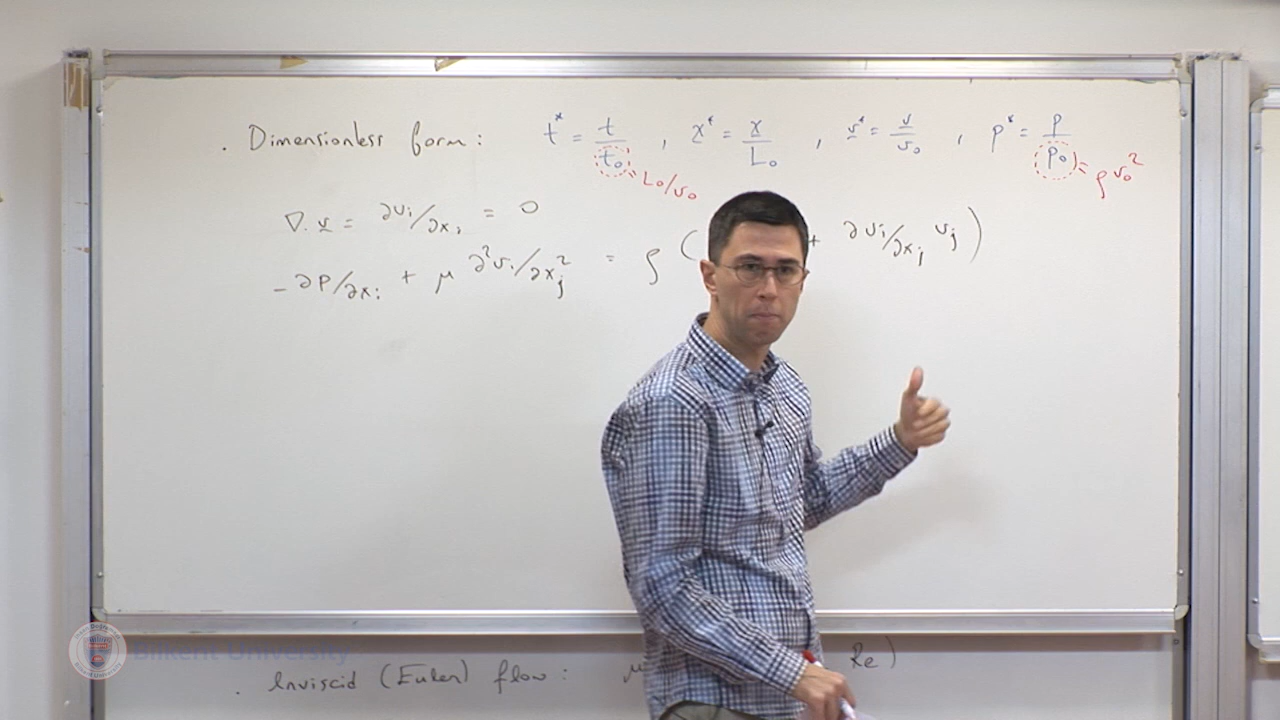 . Dimensionless form: t* = t/t₀ , x* = x/L₀ , v* = v/v₀ , p* = p/p₀
= L₀/v₀ = ρ v₀²
∇. v = ∂vᵢ/∂xᵢ = 0
- ∂P/∂xᵢ + μ ∂²vᵢ/∂xⱼ² = ρ ( + ∂vᵢ/∂xⱼ vⱼ )
Bilkent University
. Inviscid (Euler) flow: μ Re)